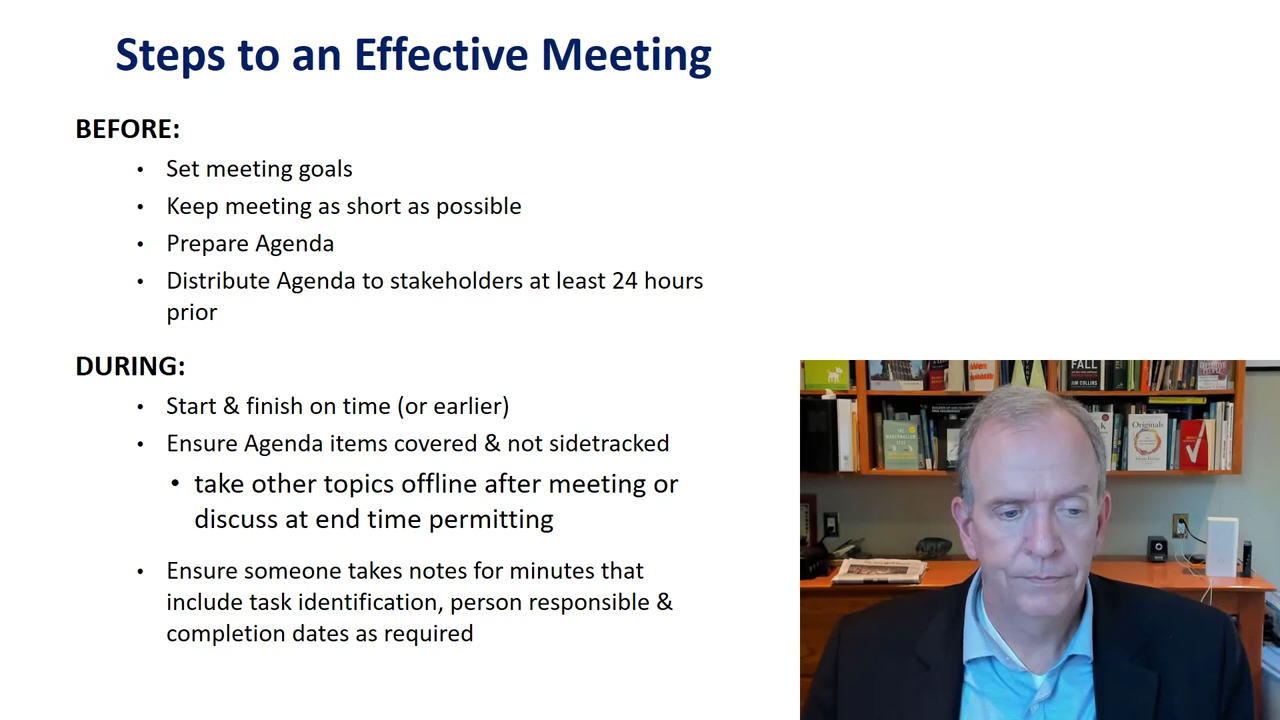 Steps to an Effective Meeting
BEFORE:
• Set meeting goals
• Keep meeting as short as possible
• Prepare Agenda
• Distribute Agenda to stakeholders at least 24 hours
prior
DURING:
• Start & finish on time (or earlier)
• Ensure Agenda items covered & not sidetracked
• take other topics offline after meeting or
discuss at end time permitting
• Ensure someone takes notes for minutes that
include task identification, person responsible &
completion dates as required
FALL
JIM COLLINS
Originals